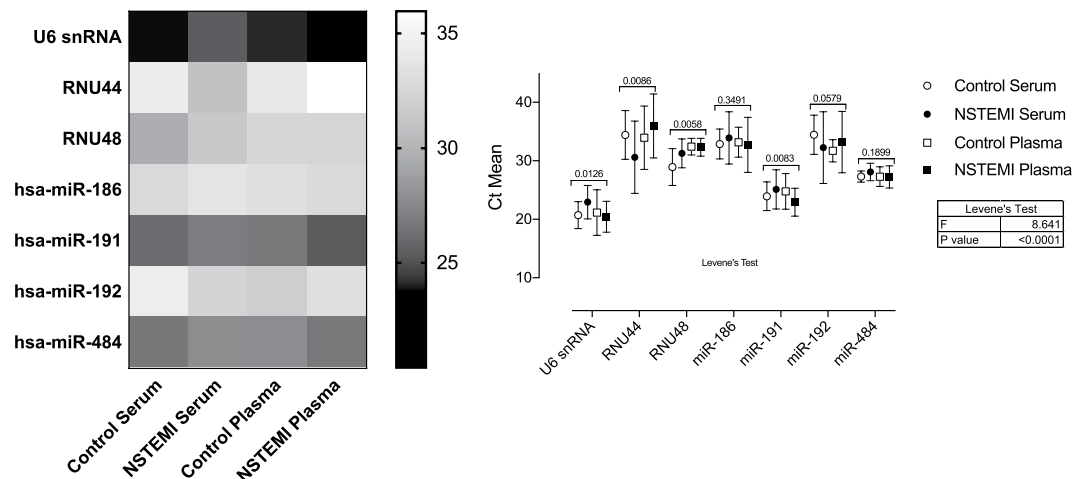 U6 snRNA
RNU44
RNU48
hsa-miR-186
hsa-miR-191
hsa-miR-192
hsa-miR-484
Control Serum
NSTEMI Serum
Control Plasma
NSTEMI Plasma
35
30
25
Ct Mean
40
30
20
10
0.0126
0.0086
0.0058
0.3491
0.0083
0.0579
0.1899
Levene's Test
U6 snRNA
RNU44
RNU48
miR-186
miR-191
miR-192
miR-484
Control Serum
NSTEMI Serum
Control Plasma
NSTEMI Plasma
Levene's Test
F 8.641
P value <0.0001